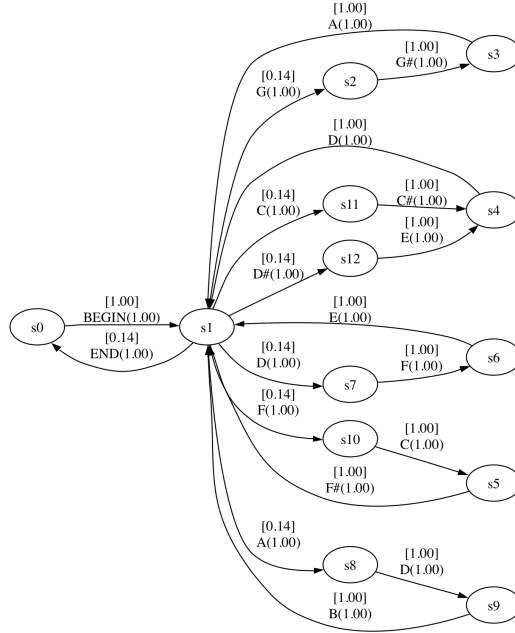 [1.00]
A(1.00)
[1.00]
G#(1.00)
s3
[0.14]
G(1.00)
s2
[1.00]
D(1.00)
[0.14]
C(1.00)
s11
[1.00]
C#(1.00)
s4
[1.00]
E(1.00)
[0.14]
D#(1.00)
s12
[1.00]
BEGIN(1.00)
s0
s1
[0.14]
END(1.00)
[1.00]
E(1.00)
[0.14]
D(1.00)
s7
[1.00]
F(1.00)
s6
[0.14]
F(1.00)
s10
[1.00]
C(1.00)
[1.00]
F#(1.00)
s5
[0.14]
A(1.00)
s8
[1.00]
D(1.00)
[1.00]
B(1.00)
s9